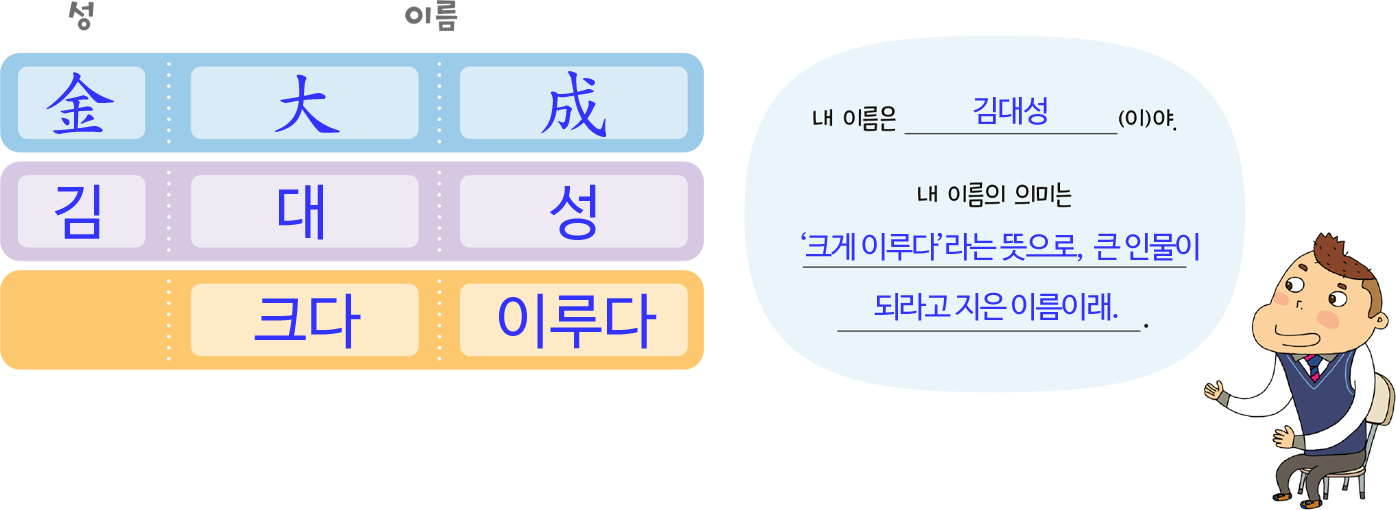 성 이름
金 大 成
김 대 성
크다 이루다
내 이름은 김대성 (이)야.
내 이름의 의미는
‘크게 이루다’라는 뜻으로, 큰 인물이
되라고 지은 이름이래. .